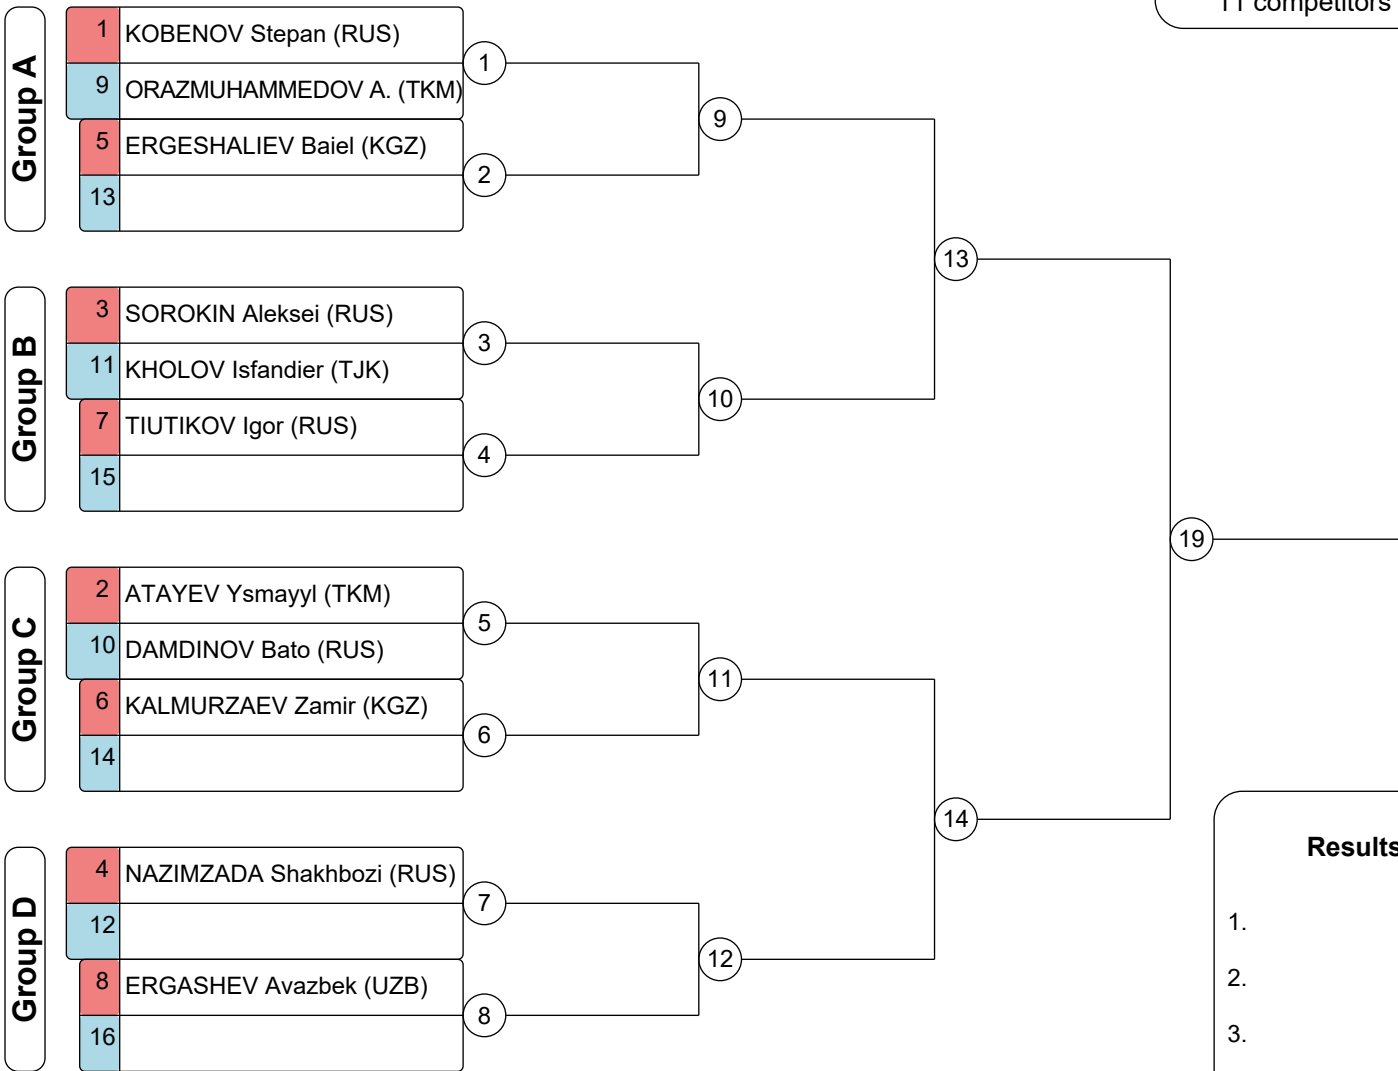 11 competitors
Group A
1 KOBENOV Stepan (RUS)
9 ORAZMUHAMMEDOV A. (TKM)
5 ERGESHALIEV Baiel (KGZ)
13
1
2
9
Group B
3 SOROKIN Aleksei (RUS)
11 KHOLOV Isfandier (TJK)
7 TIUTIKOV Igor (RUS)
15
3
4
10
13
Group C
2 ATAYEV Ysmayyl (TKM)
10 DAMDINOV Bato (RUS)
6 KALMURZAEV Zamir (KGZ)
14
5
6
11
Group D
4 NAZIMZADA Shakhbozi (RUS)
12
8 ERGASHEV Avazbek (UZB)
16
7
8
12
14
19
Results
1.
2.
3.